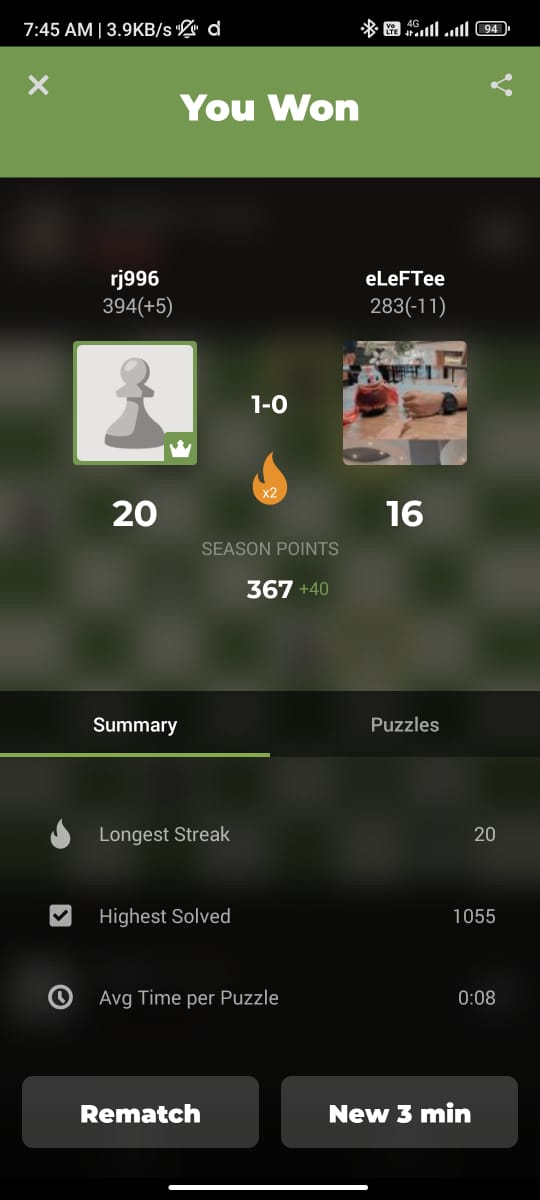 7:45 AM | 3.9KB/s
Vo LTE 4G 94
You Won
rj996 eLeFTee
394(+5) 283(-11)
1-0
x2
20 16
SEASON POINTS
367 +40
Summary Puzzles
Longest Streak 20
Highest Solved 1055
Avg Time per Puzzle 0:08
Rematch New 3 min